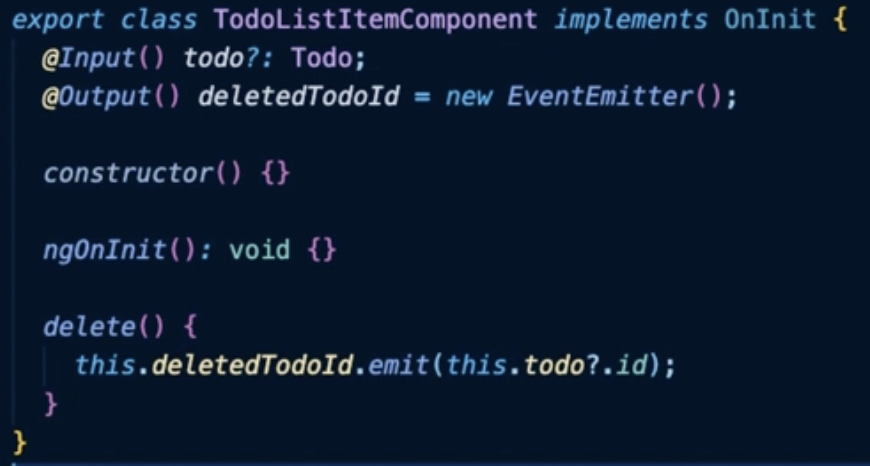 export class TodoListItemComponent implements OnInit {
  @Input() todo?: Todo;
  @Output() deletedTodoId = new EventEmitter();

  constructor() {}

  ngOnInit(): void {}

  delete() {
    this.deletedTodoId.emit(this.todo?.id);
  }
}